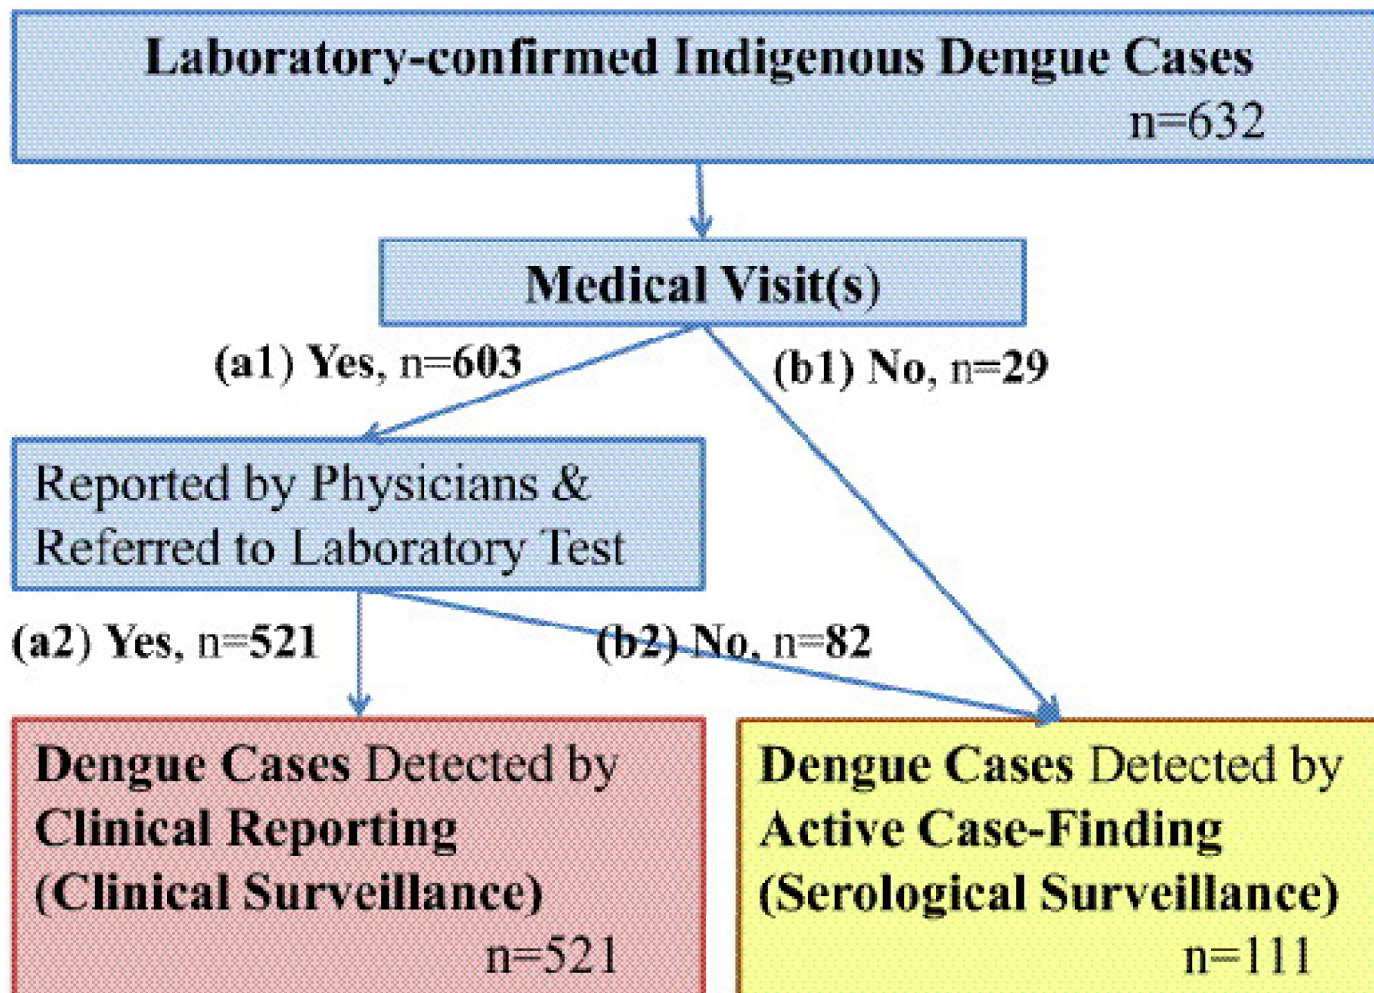 Laboratory-confirmed Indigenous Dengue Cases
n=632
Medical Visit(s)
(a1) Yes, n=603
(b1) No, n=29
Reported by Physicians &
Referred to Laboratory Test
(a2) Yes, n=521
(b2) No, n=82
Dengue Cases Detected by
Clinical Reporting
(Clinical Surveillance)
n=521
Dengue Cases Detected by
Active Case-Finding
(Serological Surveillance)
n=111